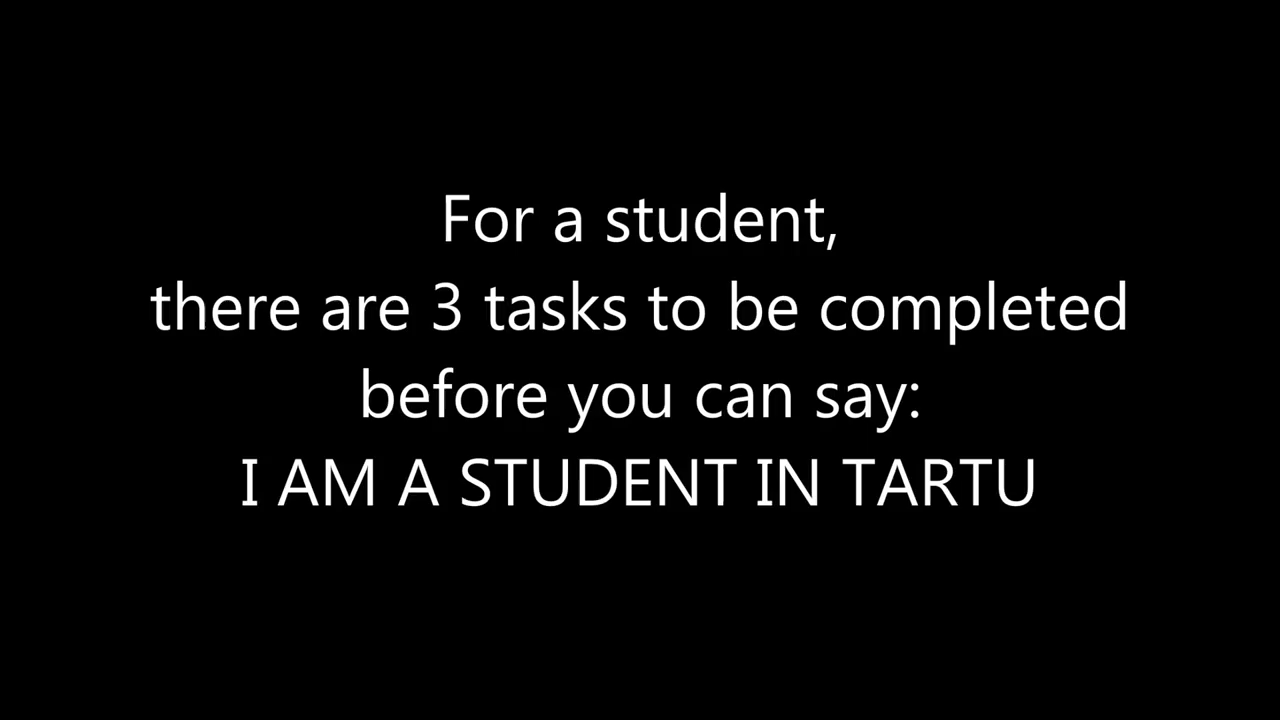 For a student,
there are 3 tasks to be completed
before you can say:
I AM A STUDENT IN TARTU